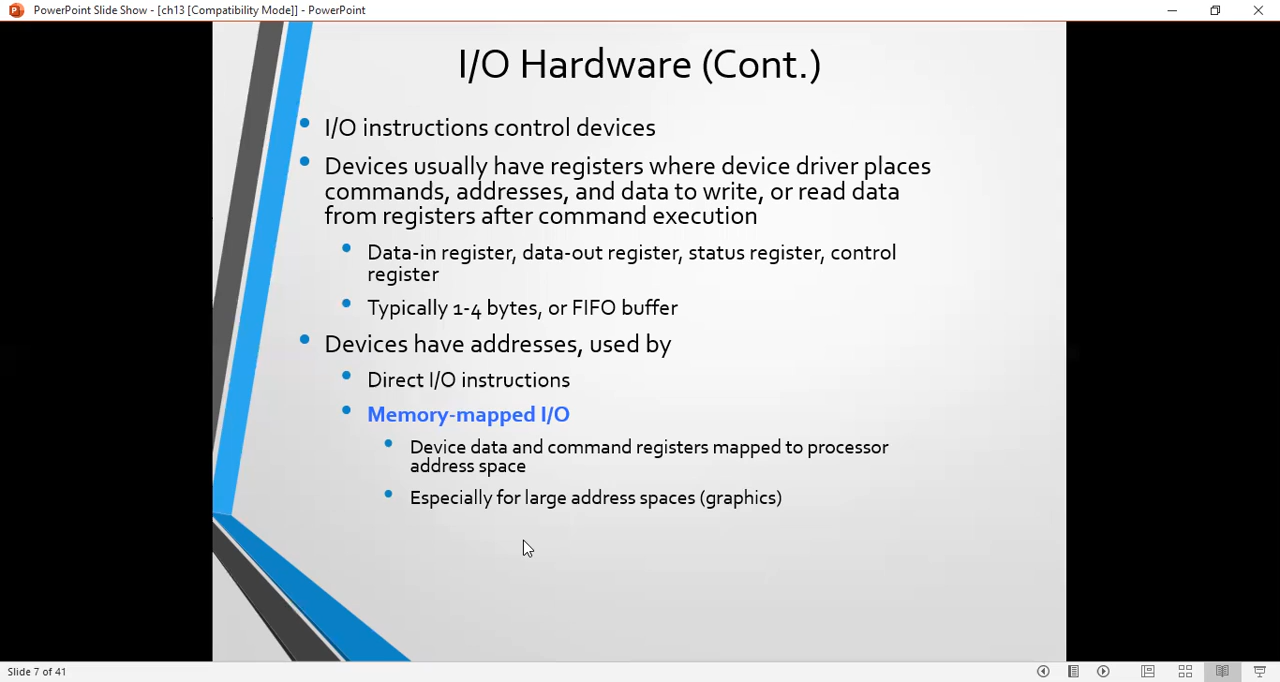 PowerPoint Slide Show - [ch13 [Compatibility Mode]] - PowerPoint
I/O Hardware (Cont.)
I/O instructions control devices
Devices usually have registers where device driver places
commands, addresses, and data to write, or read data
from registers after command execution
Data-in register, data-out register, status register, control
register
Typically 1-4 bytes, or FIFO buffer
Devices have addresses, used by
Direct I/O instructions
Memory-mapped I/O
Device data and command registers mapped to processor
address space
Especially for large address spaces (graphics)
Slide 7 of 41